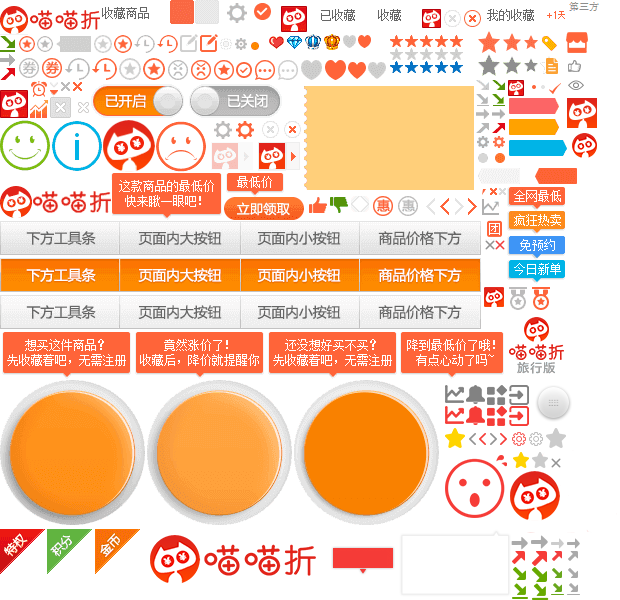 喵喵折
收藏商品
已收藏
收藏
我的收藏
+1天
第三方
券
券
已开启
已关闭
这款商品的最低价
快来瞅一眼吧！
最低价
立即领取
喵喵折
惠
惠
全网最低
疯狂热卖
免预约
今日新单
团
下方工具条
页面内大按钮
页面内小按钮
商品价格下方
下方工具条
页面内大按钮
页面内小按钮
商品价格下方
下方工具条
页面内大按钮
页面内小按钮
商品价格下方
想买这件商品？
先收藏着吧，无需注册
竟然涨价了！
收藏后，降价就提醒你
还没想好买不买？
先收藏着吧，无需注册
降到最低价了哦！
有点心动了吗~
喵喵折
旅行版
特权
积分
金币
喵喵折